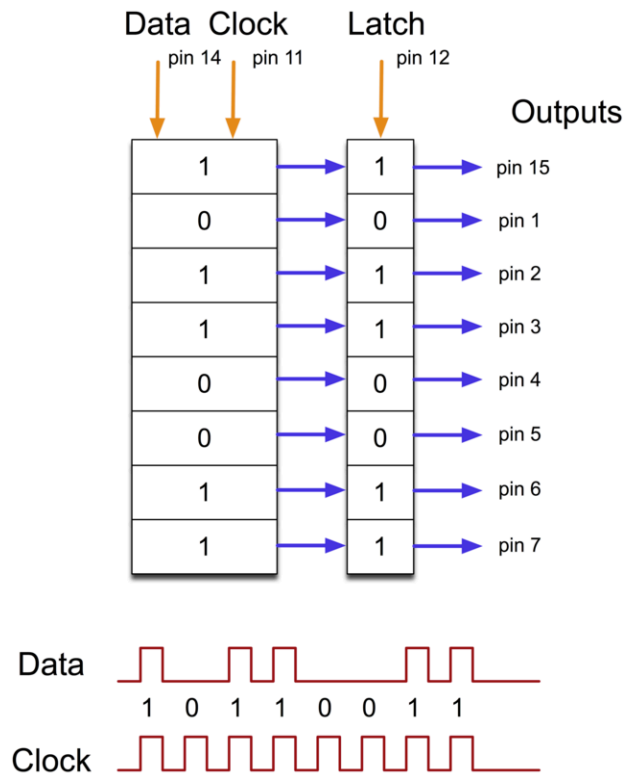 Data Clock Latch
pin 14 pin 11 pin 12
Outputs
1 1 pin 15
0 0 pin 1
1 1 pin 2
1 1 pin 3
0 0 pin 4
0 0 pin 5
1 1 pin 6
1 1 pin 7
Data
1 0 1 1 0 0 1 1
Clock